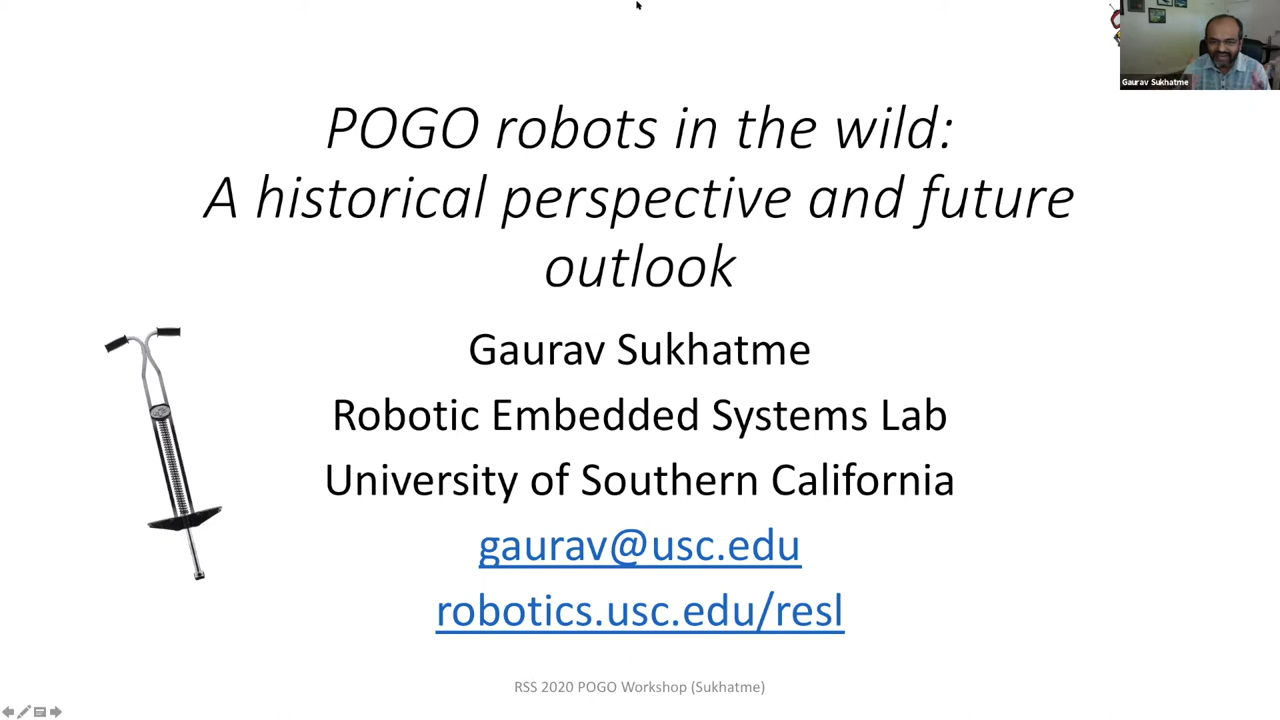 Gaurav Sukhatme
POGO robots in the wild:
A historical perspective and future
outlook
Gaurav Sukhatme
Robotic Embedded Systems Lab
University of Southern California
gaurav@usc.edu
robotics.usc.edu/resl
RSS 2020 POGO Workshop (Sukhatme)